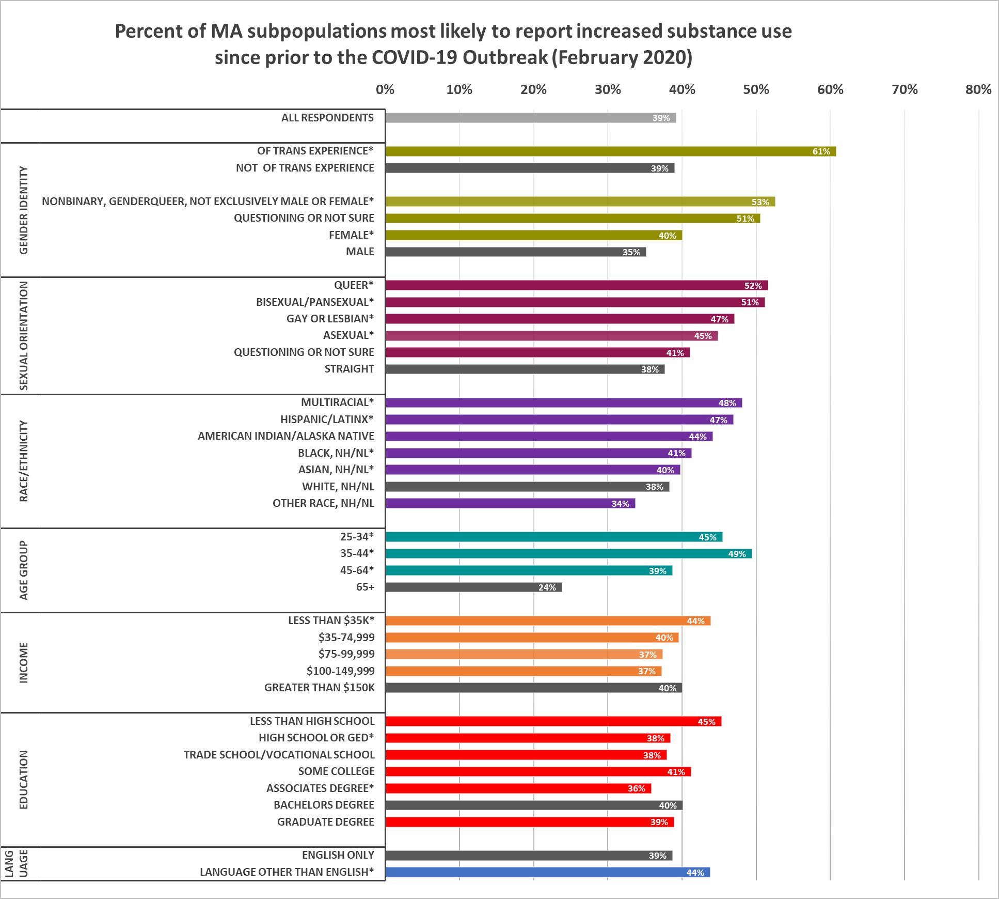 Percent of MA subpopulations most likely to report increased substance use
since prior to the COVID-19 Outbreak (February 2020)
0% 10% 20% 30% 40% 50% 60% 70% 80%
ALL RESPONDENTS 39%
GENDER IDENTITY
OF TRANS EXPERIENCE* 61%
NOT OF TRANS EXPERIENCE 39%
NONBINARY, GENDERQUEER, NOT EXCLUSIVELY MALE OR FEMALE* 53%
QUESTIONING OR NOT SURE 51%
FEMALE* 40%
MALE 35%
SEXUAL ORIENTATION
QUEER* 52%
BISEXUAL/PANSEXUAL* 51%
GAY OR LESBIAN* 47%
ASEXUAL* 45%
QUESTIONING OR NOT SURE 41%
STRAIGHT 38%
RACE/ETHNICITY
MULTIRACIAL* 48%
HISPANIC/LATINX* 47%
AMERICAN INDIAN/ALASKA NATIVE 44%
BLACK, NH/NL* 41%
ASIAN, NH/NL* 40%
WHITE, NH/NL 38%
OTHER RACE, NH/NL 34%
AGE GROUP
25-34* 45%
35-44* 49%
45-64* 39%
65+ 24%
INCOME
LESS THAN $35K* 44%
$35-74,999 40%
$75-99,999 37%
$100-149,999 37%
GREATER THAN $150K 40%
EDUCATION
LESS THAN HIGH SCHOOL 45%
HIGH SCHOOL OR GED* 38%
TRADE SCHOOL/VOCATIONAL SCHOOL 38%
SOME COLLEGE 41%
ASSOCIATES DEGREE* 36%
BACHELORS DEGREE 40%
GRADUATE DEGREE 39%
LANG
UAGE
ENGLISH ONLY 39%
LANGUAGE OTHER THAN ENGLISH* 44%